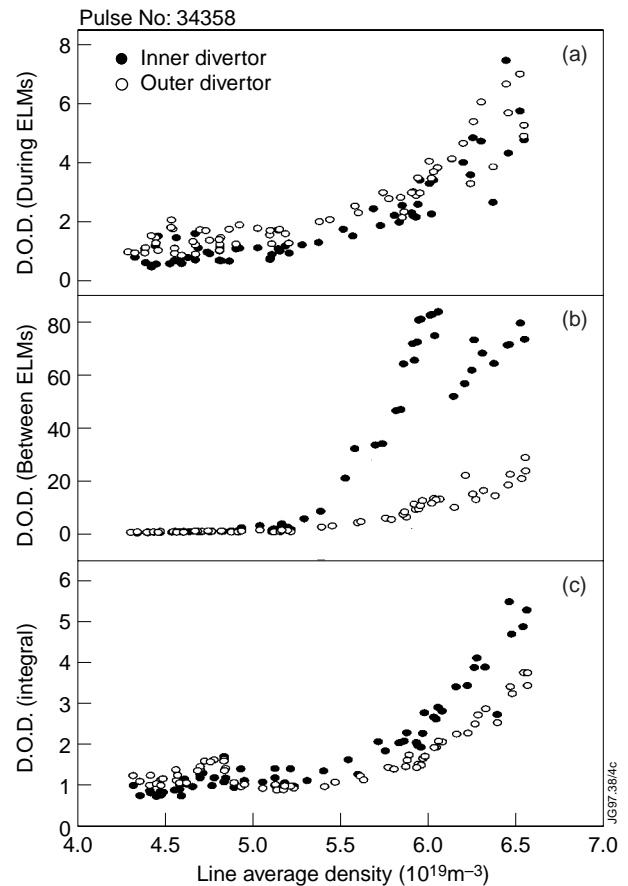 Pulse No: 34358
(a)
Inner divertor
Outer divertor
D.O.D. (During ELMs)
8
6
4
2
0
(b)
D.O.D. (Between ELMs)
80
60
40
20
0
(c)
D.O.D. (integral)
6
5
4
3
2
1
0
4.0 4.5 5.0 5.5 6.0 6.5 7.0
Line average density (10¹⁹m⁻³)
JG97.38/4c